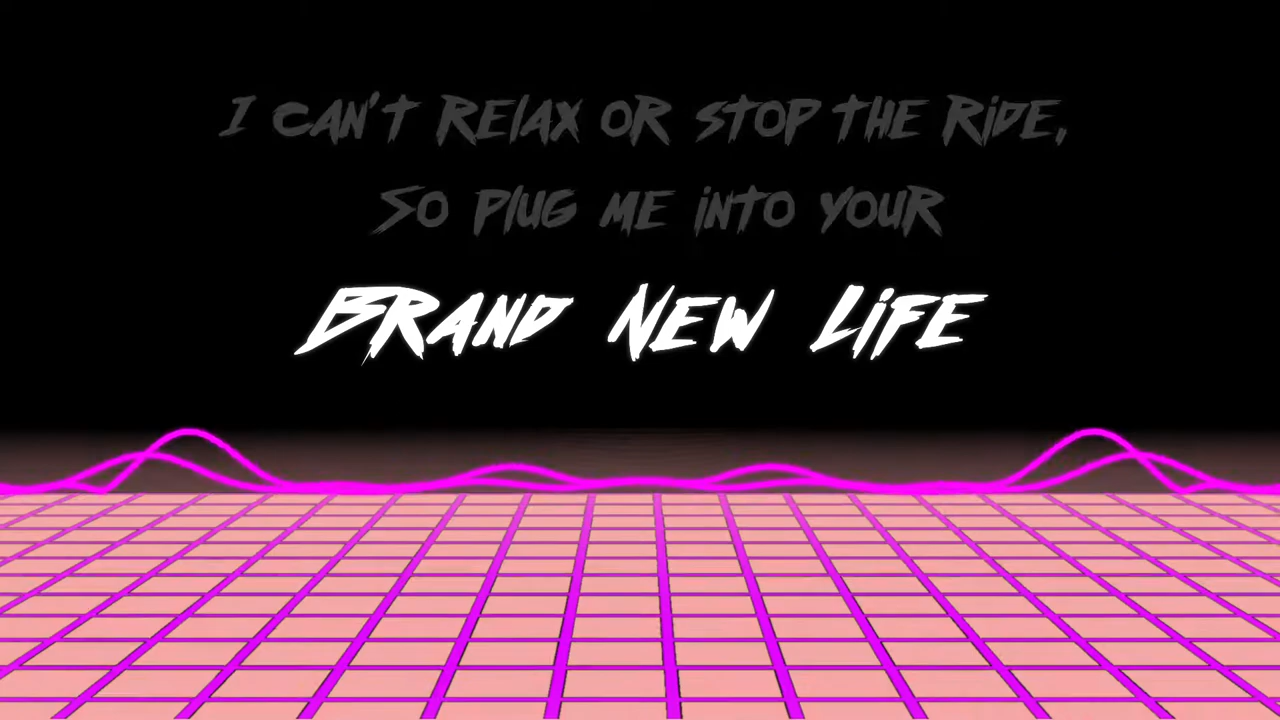 I can't relax or stop the ride,
So plug me into your
Brand New Life